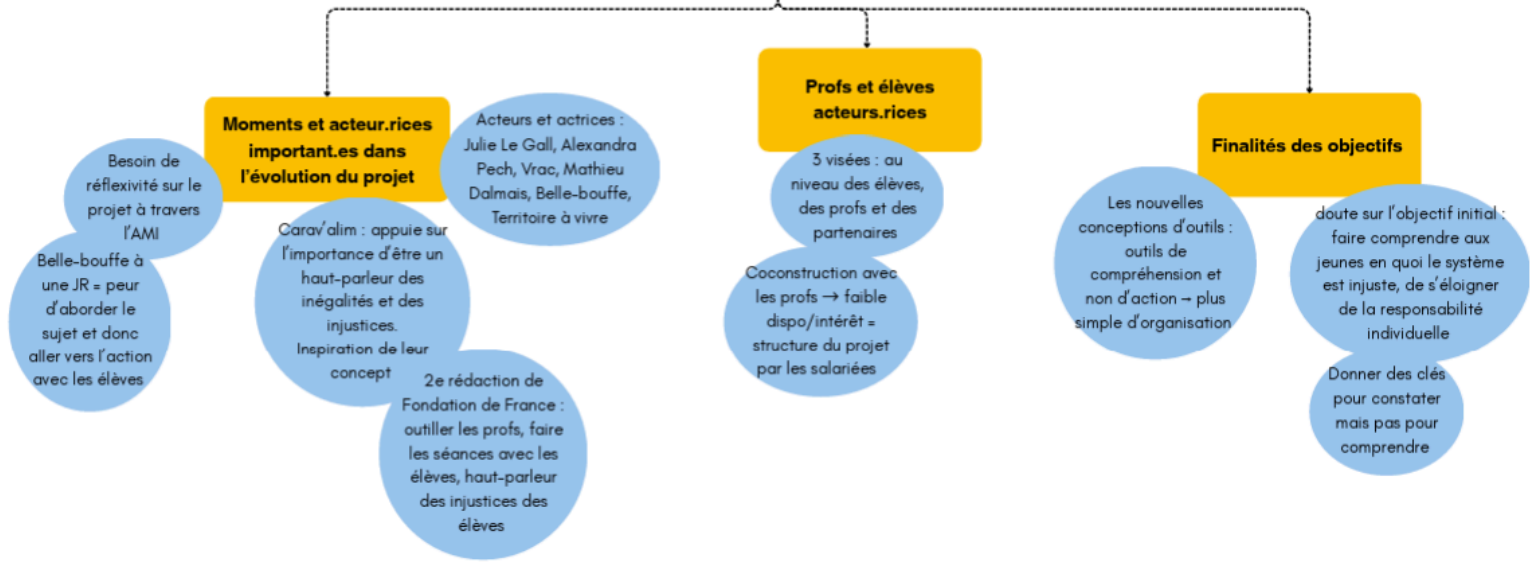 Moments et acteur.rices
important.es dans
l'évolution du projet
Besoin de
réflexivité sur le
projet à travers
l'AMI
Belle-bouffe à
une JR = peur
d'aborder le
sujet et donc
aller vers l'action
avec les élèves
Acteurs et actrices :
Julie Le Gall, Alexandra
Pech, Vrac, Mathieu
Dalmais, Belle-bouffe,
Territoire à vivre
Carav'alim : appuie sur
l'importance d'être un
haut-parleur des
inégalités et des
injustices.
Inspiration de leur
concept
2e rédaction de
Fondation de France :
outiller les profs, faire
les séances avec les
élèves, haut-parleur
des injustices des
élèves
Profs et élèves
acteurs.rices
3 visées : au
niveau des élèves,
des profs et des
partenaires
Coconstruction avec
les profs → faible
dispo/intérêt =
structure du projet
par les salariées
Finalités des objectifs
Les nouvelles
conceptions d'outils :
outils de
compréhension et
non d'action → plus
simple d'organisation
doute sur l'objectif initial :
faire comprendre aux
jeunes en quoi le système
est injuste, de s'éloigner
de la responsabilité
individuelle
Donner des clés
pour constater
mais pas pour
comprendre